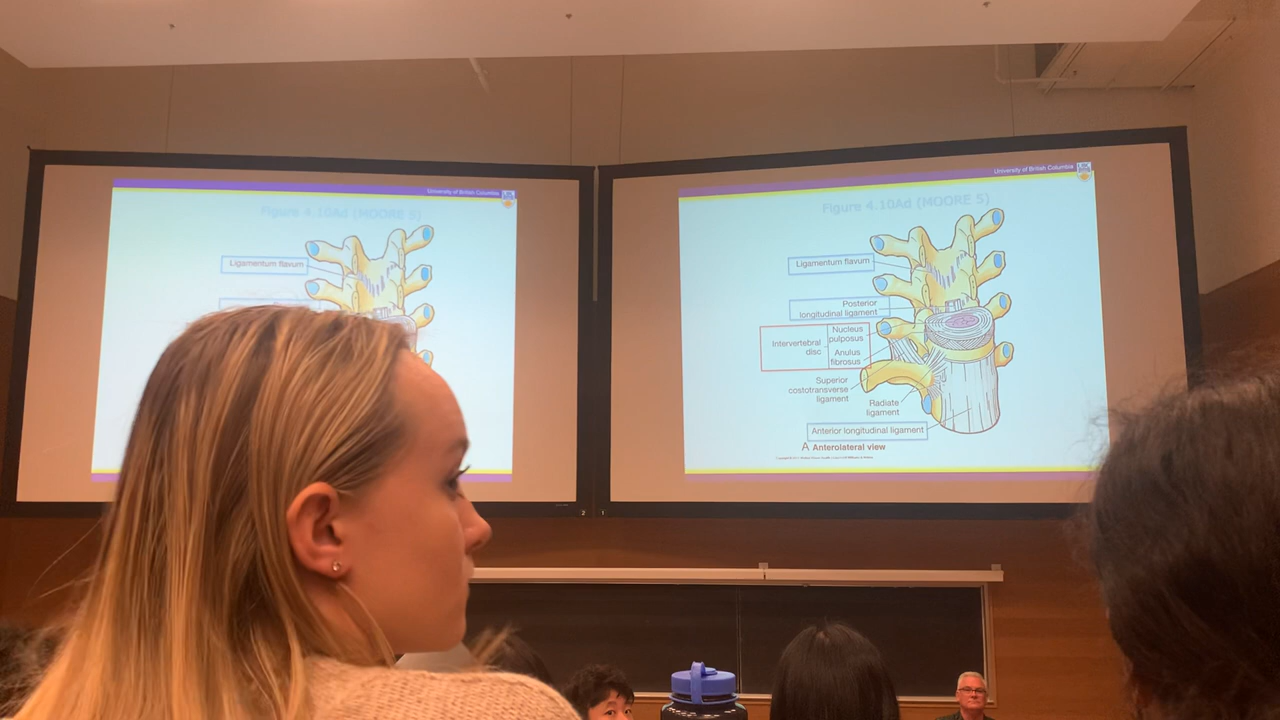 University of British Columbia
Figure 4.10Ad (MOORE 5)
Ligamentum flavum
2
University of British Columbia
Figure 4.10Ad (MOORE 5)
Ligamentum flavum
Posterior
longitudinal ligament
Intervertebral
disc
Nucleus
pulposus
Anulus
fibrosus
Superior
costotransverse
ligament
Radiate
ligament
Anterior longitudinal ligament
A Anterolateral view
1